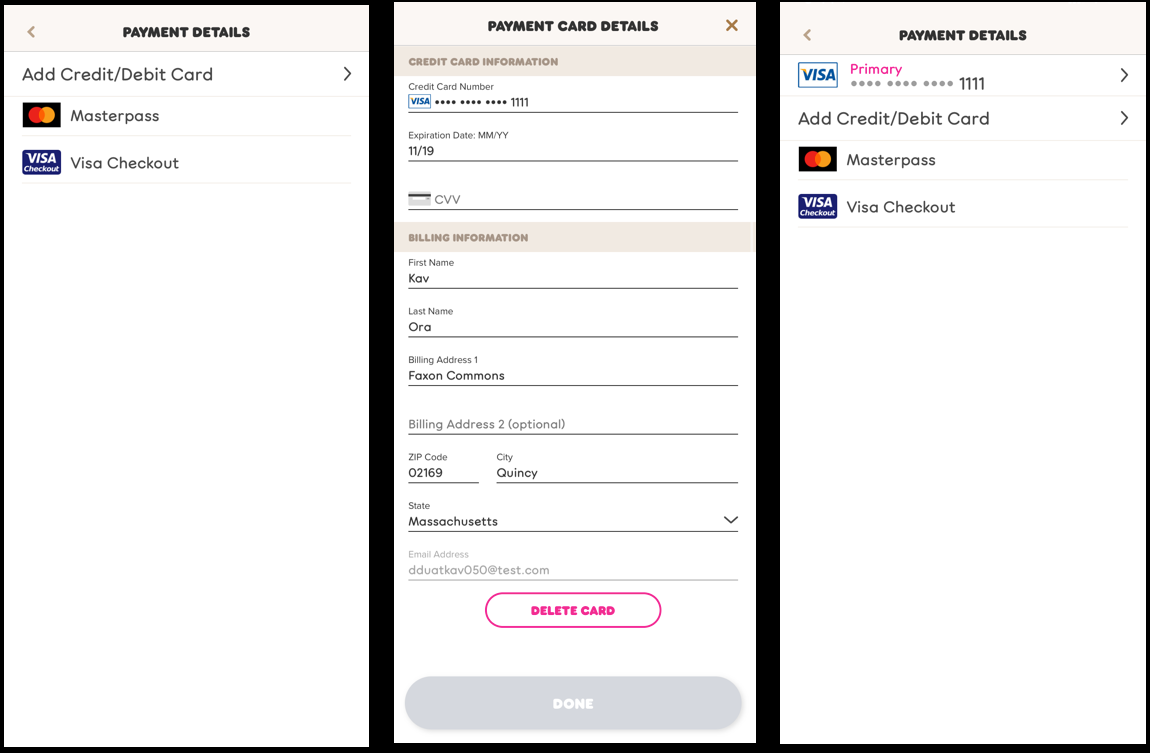 PAYMENT DETAILS
Add Credit/Debit Card
Masterpass
VISA
Checkout
Visa Checkout
PAYMENT CARD DETAILS
CREDIT CARD INFORMATION
Credit Card Number
VISA •••• •••• •••• 1111
Expiration Date: MM/YY
11/19
CVV
BILLING INFORMATION
First Name
Kav
Last Name
Ora
Billing Address 1
Faxon Commons
Billing Address 2 (optional)
ZIP Code City
02169 Quincy
State
Massachusetts
Email Address
dduatkav050@test.com
DELETE CARD
DONE
PAYMENT DETAILS
Primary
VISA •••• •••• •••• 1111
Add Credit/Debit Card
Masterpass
VISA
Checkout
Visa Checkout